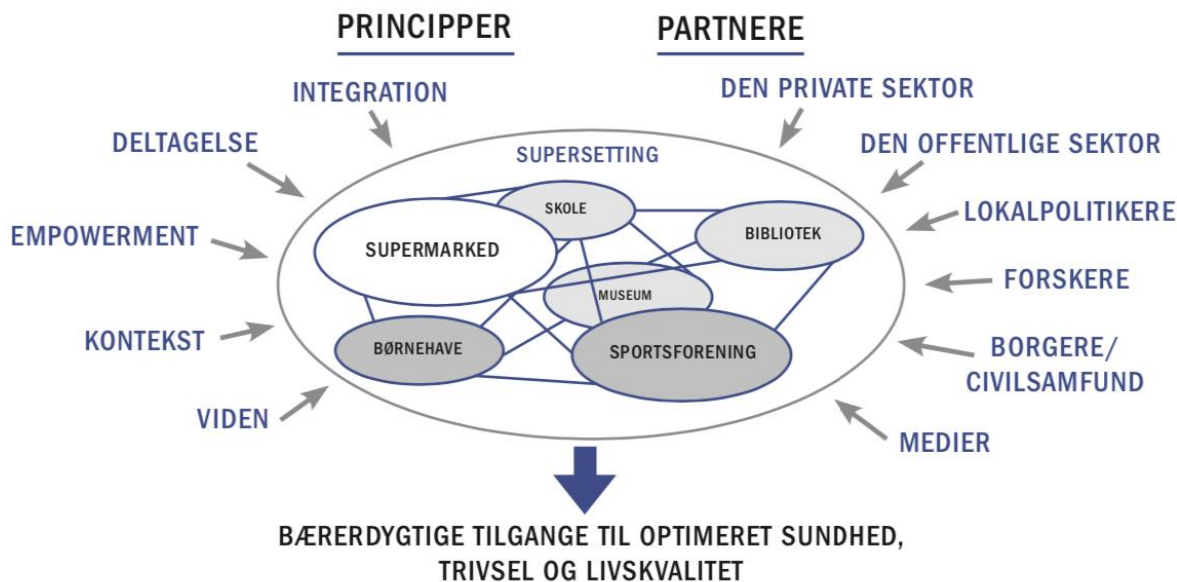 PRINCIPPER
PARTNERE
INTEGRATION
DELTAGELSE
EMPOWERMENT
KONTEKST
VIDEN
DEN PRIVATE SEKTOR
DEN OFFENTLIGE SEKTOR
LOKALPOLITIKERE
FORSKERE
BORGERE/
CIVILSAMFUND
MEDIER
SUPERSETTING
SKOLE
SUPERMARKED
BIBLIOTEK
MUSEUM
BØRNEHAVE
SPORTSFORENING
BÆRERDYGTIGE TILGANGE TIL OPTIMERET SUNDHED,
TRIVSEL OG LIVSKVALITET